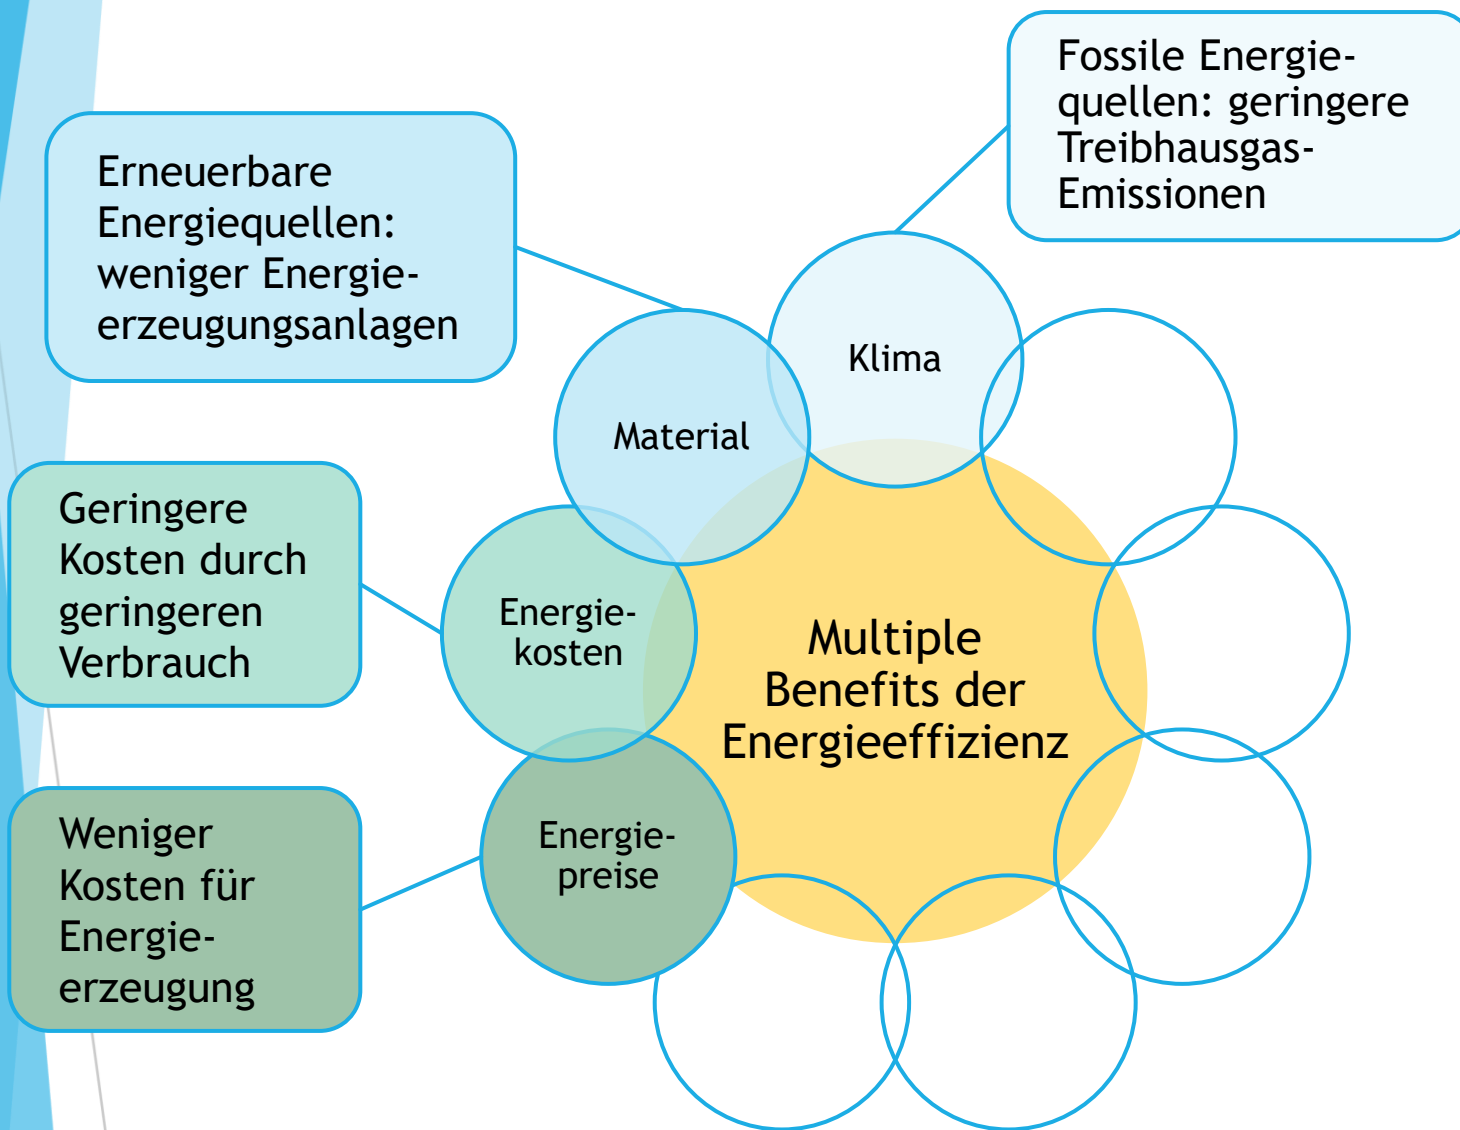 Fossile Energie-
quellen: geringere
Treibhausgas-
Emissionen
Erneuerbare
Energiequellen:
weniger Energie-
erzeugungsanlagen
Klima
Material
Geringere
Kosten durch
geringeren
Verbrauch
Energie-
kosten
Multiple
Benefits der
Energieeffizienz
Weniger
Kosten für
Energie-
erzeugung
Energie-
preise